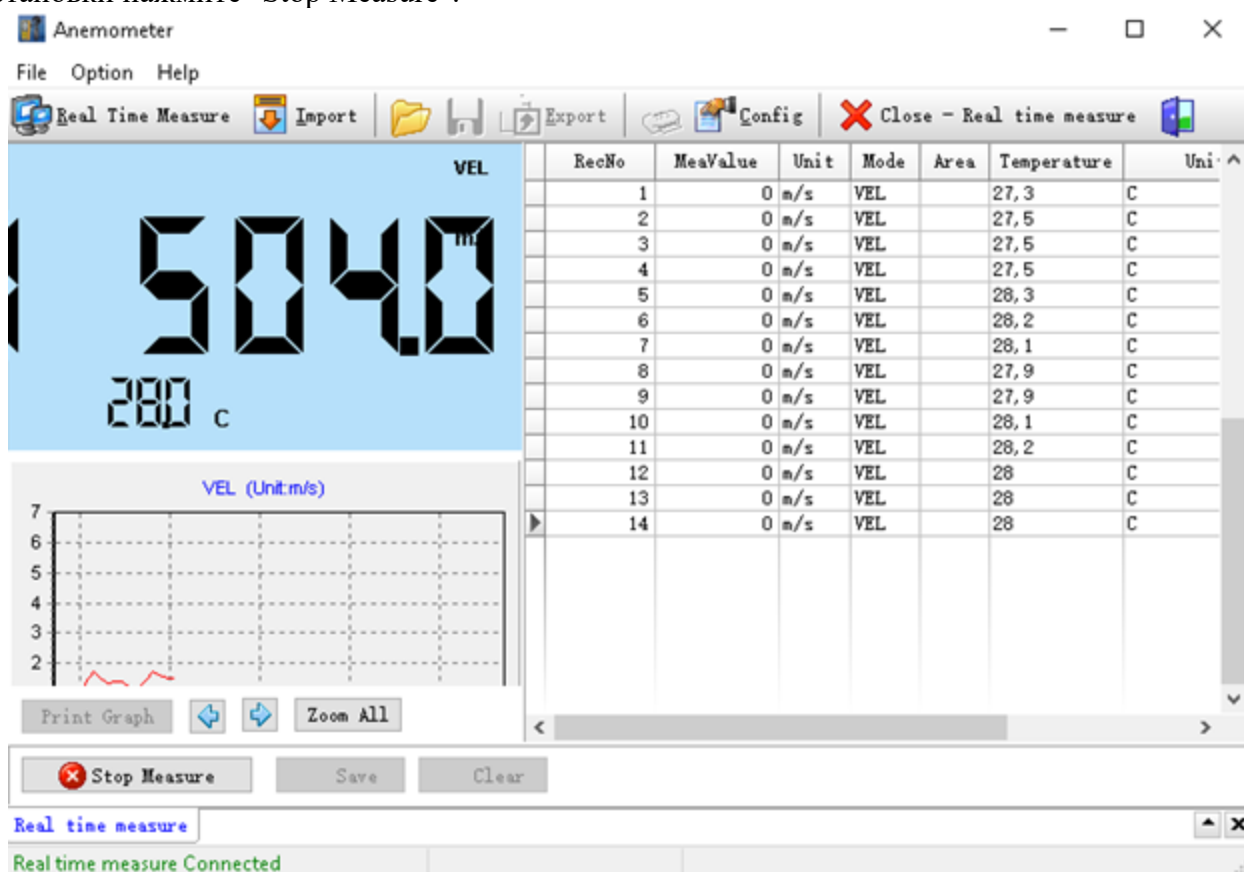 нажмите "Stop Measure".
Anemometer
File Option Help
Real Time Measure Import Export Config Close - Real time measure
VEL
504.0
28.0 C
RecNo MeaValue Unit Mode Area Temperature Uni
1 0 m/s VEL 27,3 C
2 0 m/s VEL 27,5 C
3 0 m/s VEL 27,5 C
4 0 m/s VEL 27,5 C
5 0 m/s VEL 28,3 C
6 0 m/s VEL 28,2 C
7 0 m/s VEL 28,1 C
8 0 m/s VEL 27,9 C
9 0 m/s VEL 27,9 C
10 0 m/s VEL 28,1 C
11 0 m/s VEL 28,2 C
12 0 m/s VEL 28 C
13 0 m/s VEL 28 C
14 0 m/s VEL 28 C
VEL (Unit:m/s)
7
6
5
4
3
2
Print Graph Zoom All
Stop Measure Save Clear
Real time measure
Real time measure Connected